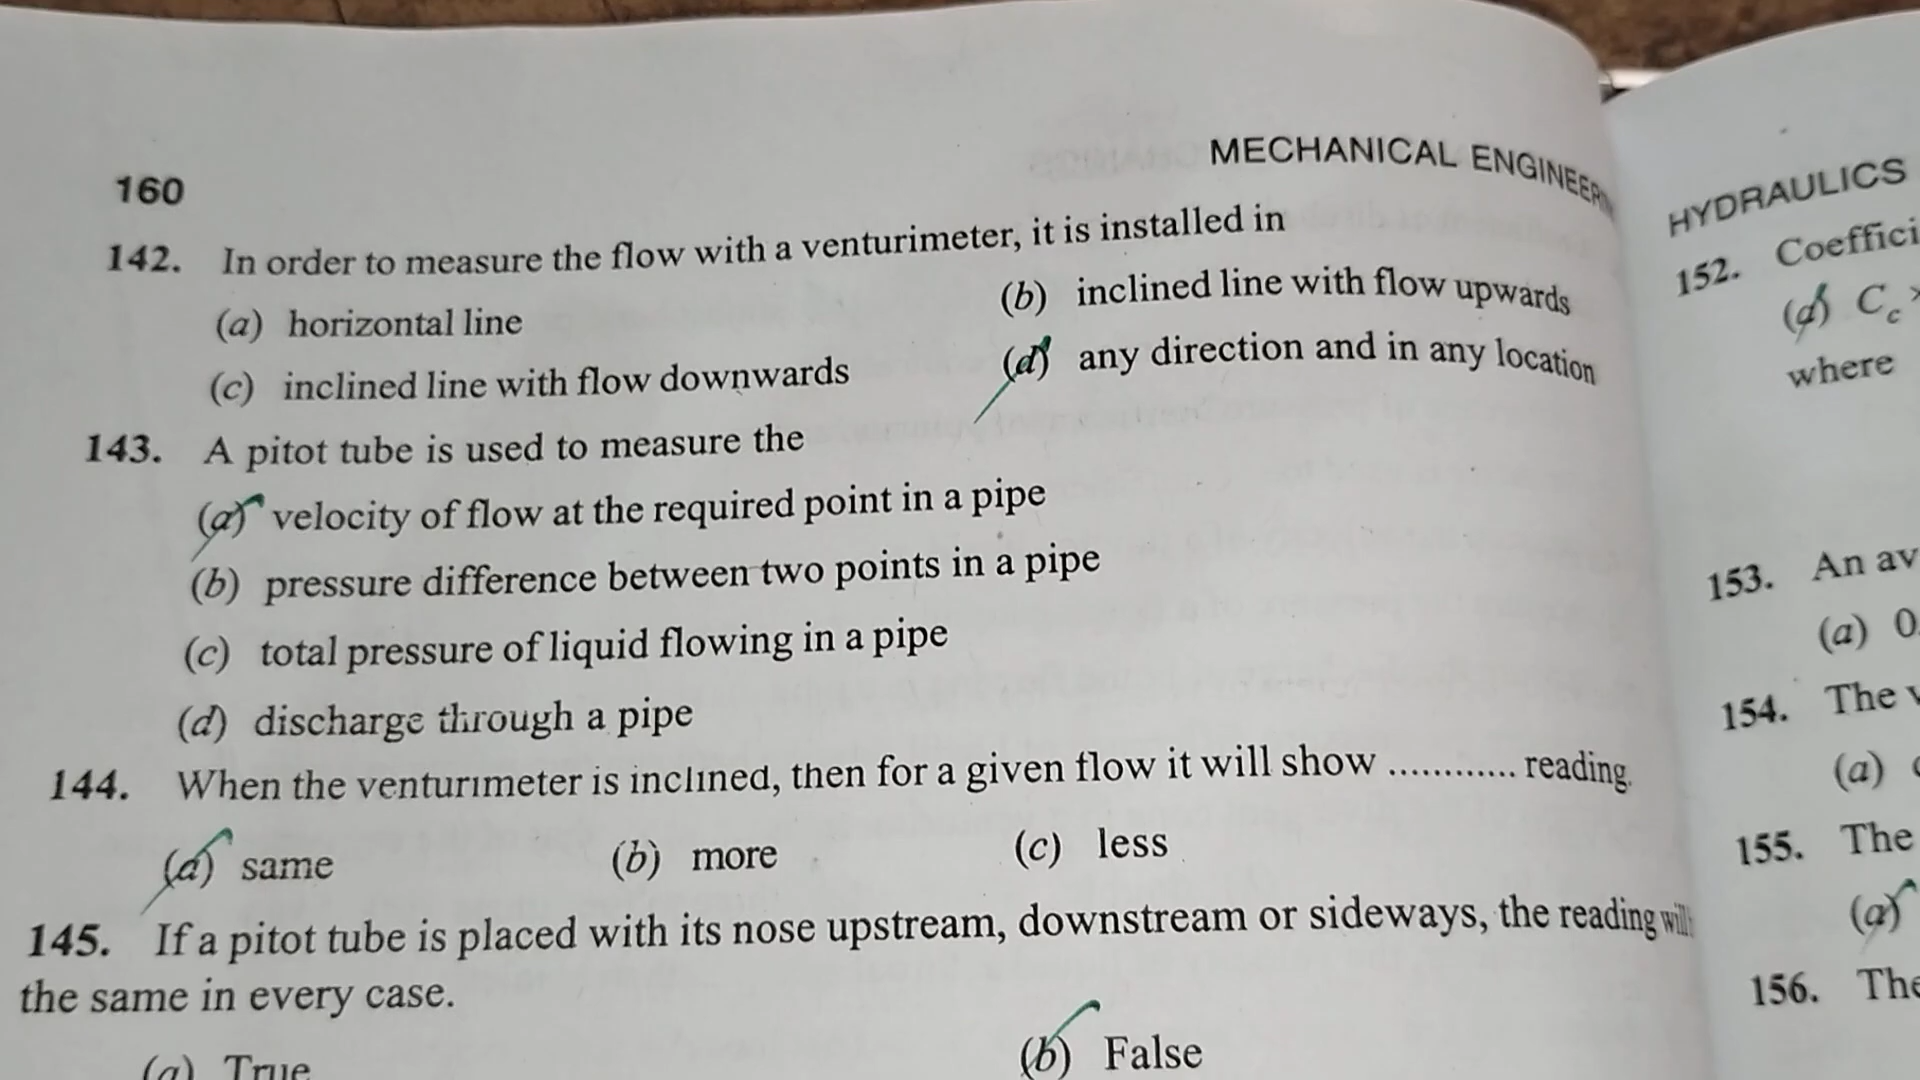 160
MECHANICAL ENGINEERIN
142. In order to measure the flow with a venturimeter, it is installed in
(a) horizontal line
(b) inclined line with flow upwards
(c) inclined line with flow downwards
(d) any direction and in any location
143. A pitot tube is used to measure the
(a) velocity of flow at the required point in a pipe
(b) pressure difference between two points in a pipe
(c) total pressure of liquid flowing in a pipe
(d) discharge through a pipe
144. When the venturimeter is inclined, then for a given flow it will show ............ reading.
(a) same
(b) more
(c) less
145. If a pitot tube is placed with its nose upstream, downstream or sideways, the reading will
the same in every case.
(a) True
(b) False
HYDRAULICS
152. Coeffici
(a) Cc ×
where
153. An av
(a) 0.
154. The
(a)
155. The
(a)
156. The